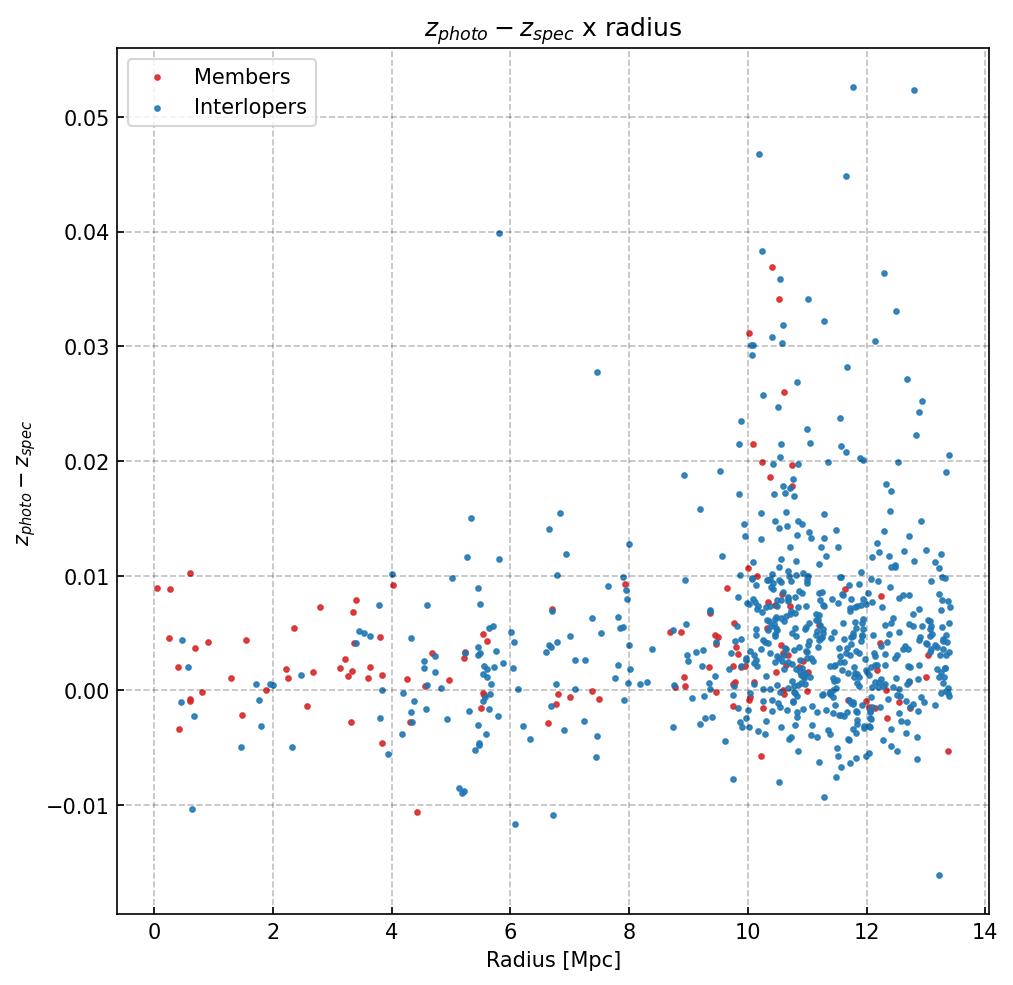 z_photo − z_spec x radius
Members
Interlopers
0.05
0.04
0.03
0.02
0.01
0.00
−0.01
z_photo − z_spec
0 2 4 6 8 10 12 14
Radius [Mpc]